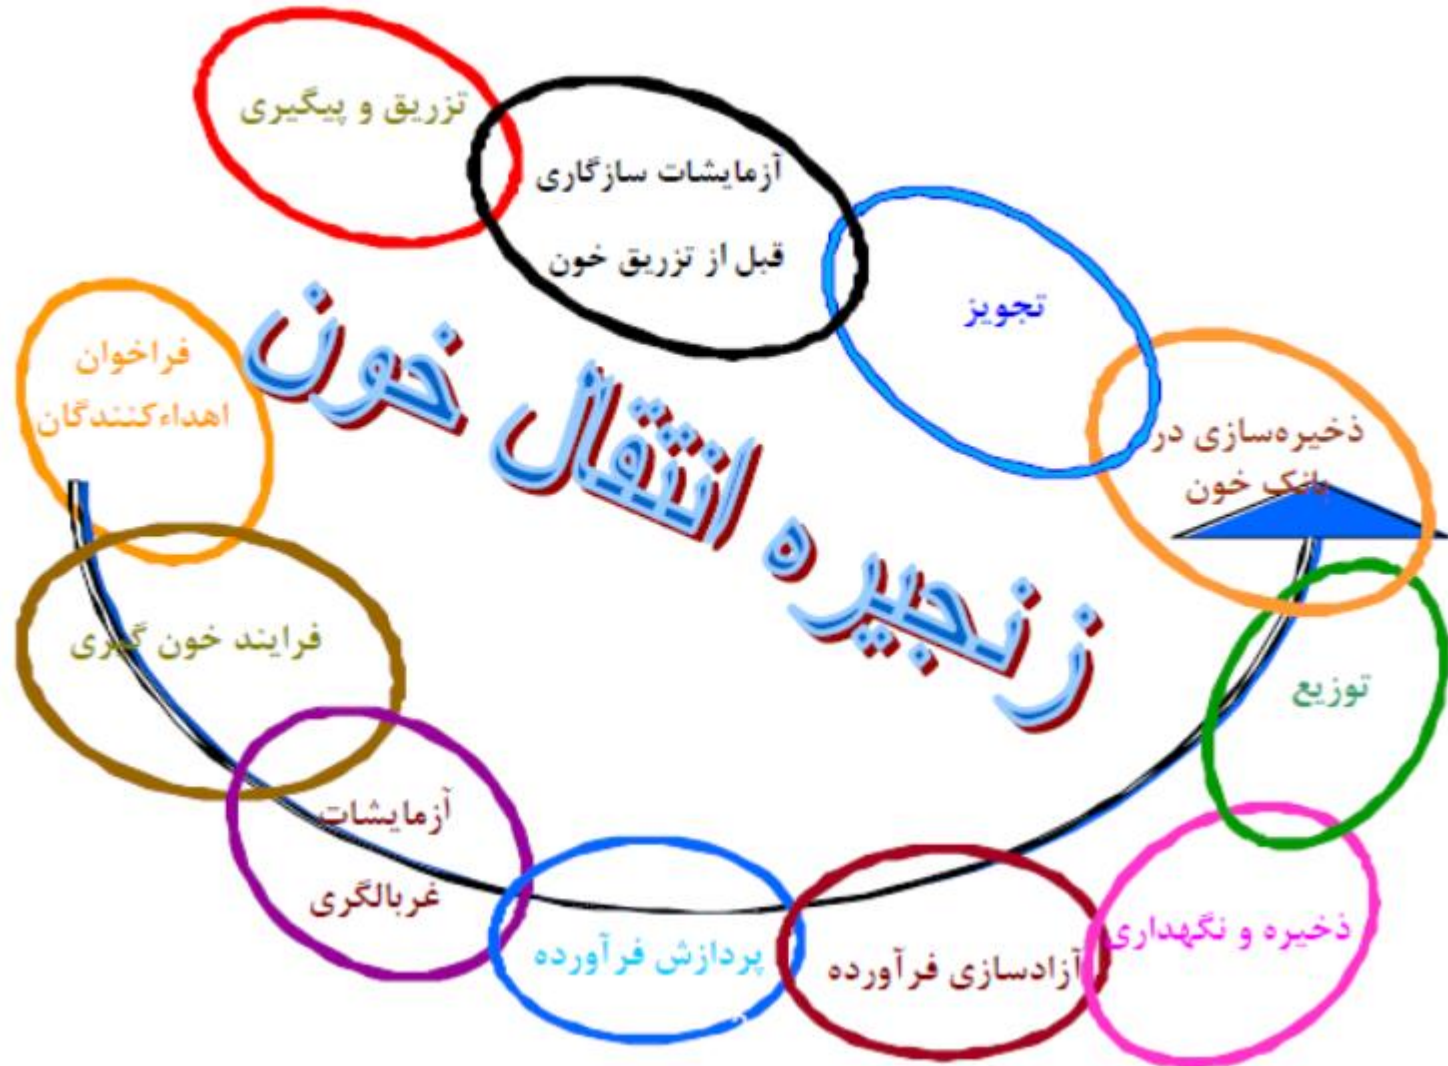 زنجیره انتقال خون
فراخوان
اهداءکنندگان
فرایند خون گیری
آزمایشات
غربالگری
پردازش فرآورده
آزادسازی فرآورده
ذخیره و نگهداری
توزیع
ذخیره‌سازی در
بانک خون
تجویز
آزمایشات سازگاری
قبل از تزریق خون
تزریق و پیگیری